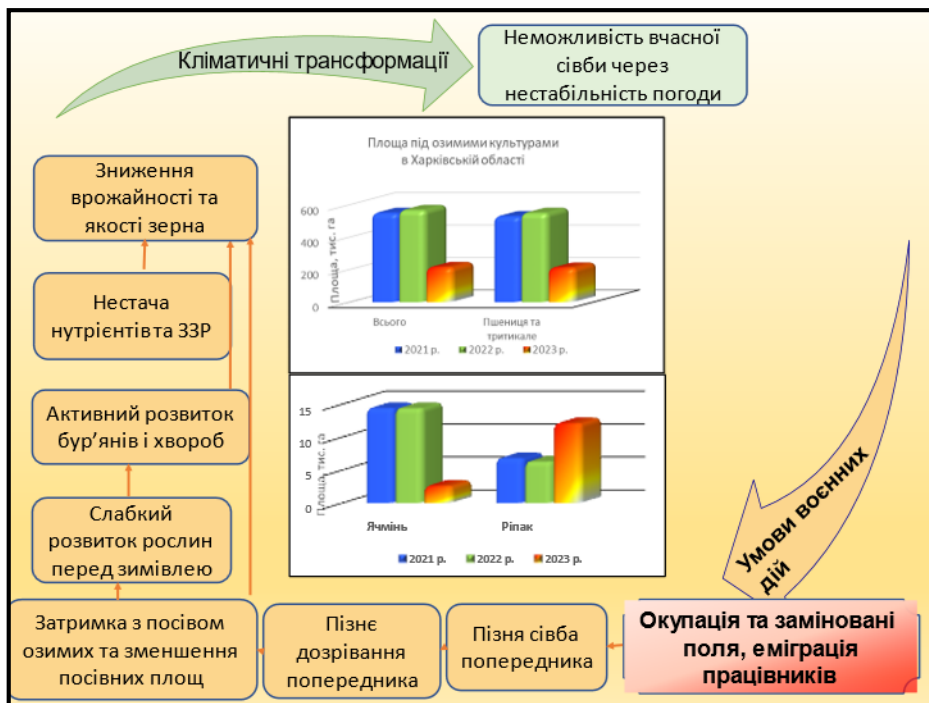 Кліматичні трансформації
Неможливість вчасної
сівби через
нестабільність погоди
Зниження
врожайності та
якості зерна
Нестача
нутрієнтів та ЗЗР
Активний розвиток
бур’янів і хвороб
Слабкий
розвиток рослин
перед зимівлею
Затримка з посівом
озимих та зменшення
посівних площ
Площа під озимими культурами
в Харківській області
Площа, тис. га
600
400
200
0
Всього
Пшениця та
тритикале
2021 р.
2022 р.
2023 р.
Площа, тис. га
15
10
5
0
Ячмінь
Ріпак
2021 р.
2022 р.
2023 р.
Умови воєнних
дій
Пізнє
дозрівання
попередника
Пізня сівба
попередника
Окупація та заміновані
поля, еміграція
працівників